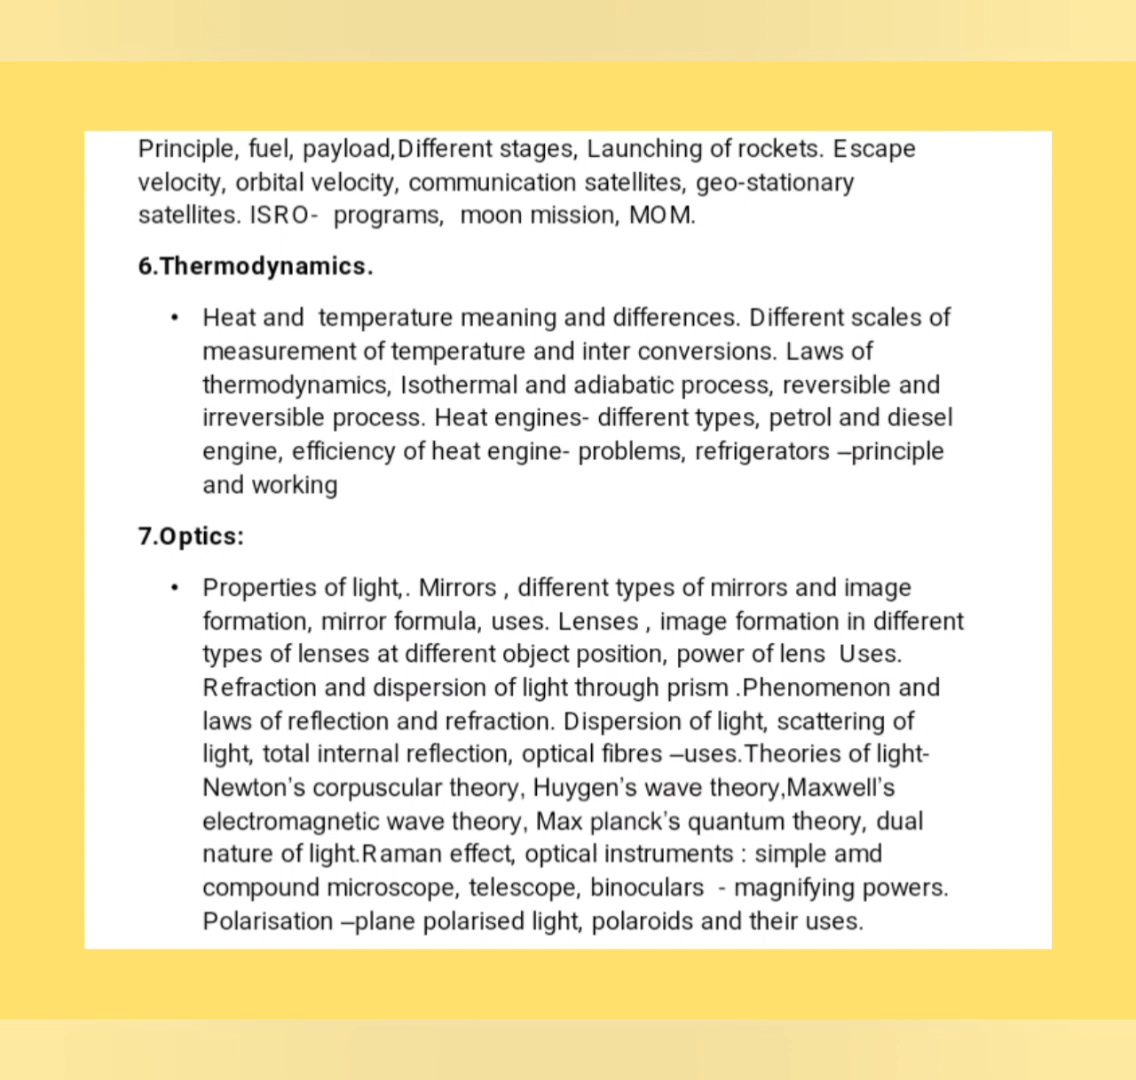 Principle, fuel, payload,Different stages, Launching of rockets. Escape
velocity, orbital velocity, communication satellites, geo-stationary
satellites. ISRO-  programs,  moon mission, MOM.
6.Thermodynamics.
• Heat and  temperature meaning and differences. Different scales of
measurement of temperature and inter conversions. Laws of
thermodynamics, Isothermal and adiabatic process, reversible and
irreversible process. Heat engines- different types, petrol and diesel
engine, efficiency of heat engine- problems, refrigerators –principle
and working
7.Optics:
• Properties of light,. Mirrors , different types of mirrors and image
formation, mirror formula, uses. Lenses , image formation in different
types of lenses at different object position, power of lens  Uses.
Refraction and dispersion of light through prism .Phenomenon and
laws of reflection and refraction. Dispersion of light, scattering of
light, total internal reflection, optical fibres –uses.Theories of light-
Newton’s corpuscular theory, Huygen’s wave theory,Maxwell’s
electromagnetic wave theory, Max planck’s quantum theory, dual
nature of light.Raman effect, optical instruments : simple amd
compound microscope, telescope, binoculars  - magnifying powers.
Polarisation –plane polarised light, polaroids and their uses.